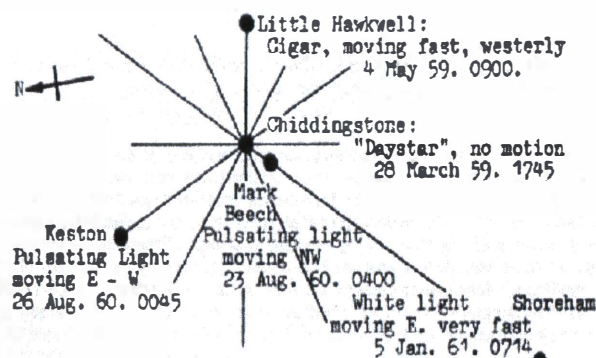 Little Hawkwell:
Cigar, moving fast, westerly
4 May 59. 0900.
N
Chiddingstone:
"Daystar", no motion
28 March 59. 1745
Mark
Beech
Pulsating light
moving NW
23 Aug. 60. 0400
Keston
Pulsating Light
moving E - W
26 Aug. 60. 0045
White light Shoreham
moving E. very fast
5 Jan. 61. 0714